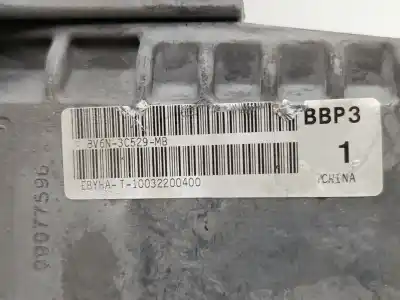 BBP3
8V6N-3C529-MB
1
EBYHA-T-10032200400
CHINA
09077596